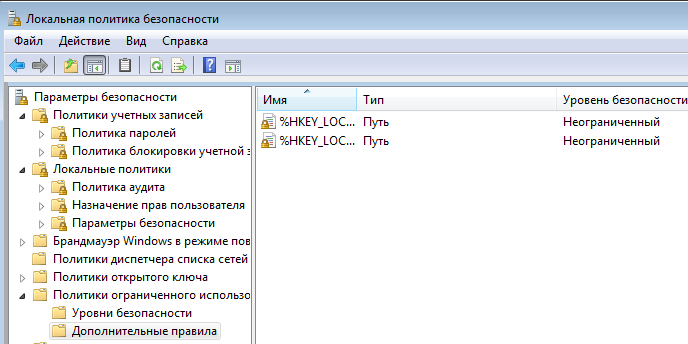 Локальная политика безопасности
Файл Действие Вид Справка
Параметры безопасности
Политики учетных записей
Политика паролей
Политика блокировки учетной з
Локальные политики
Политика аудита
Назначение прав пользователя
Параметры безопасности
Брандмауэр Windows в режиме пов
Политики диспетчера списка сетей
Политики открытого ключа
Политики ограниченного использо
Уровни безопасности
Дополнительные правила
Имя Тип Уровень безопасности
%HKEY_LOC... Путь Неограниченный
%HKEY_LOC... Путь Неограниченный